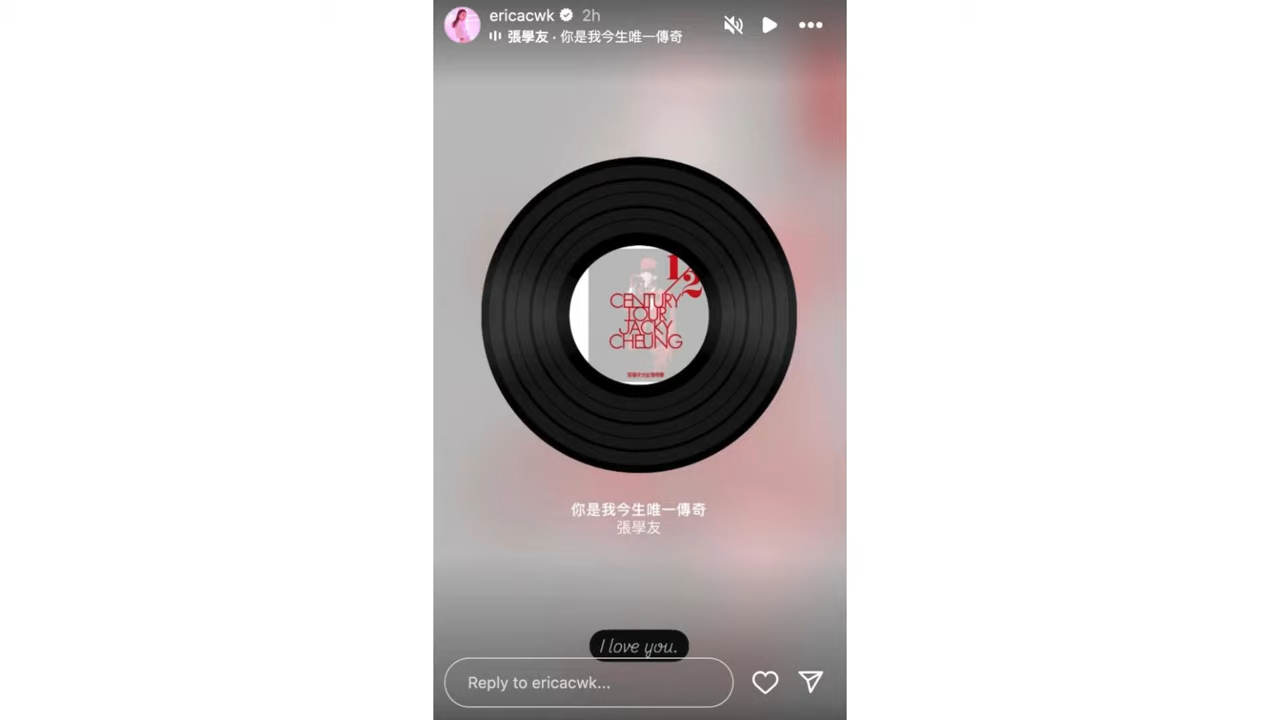 ericacwk 2h
張學友 · 你是我今生唯一傳奇
1/2
CENTURY
TOUR
JACKY
CHEUNG
你是我今生唯一傳奇
張學友
I love you.
Reply to ericacwk...